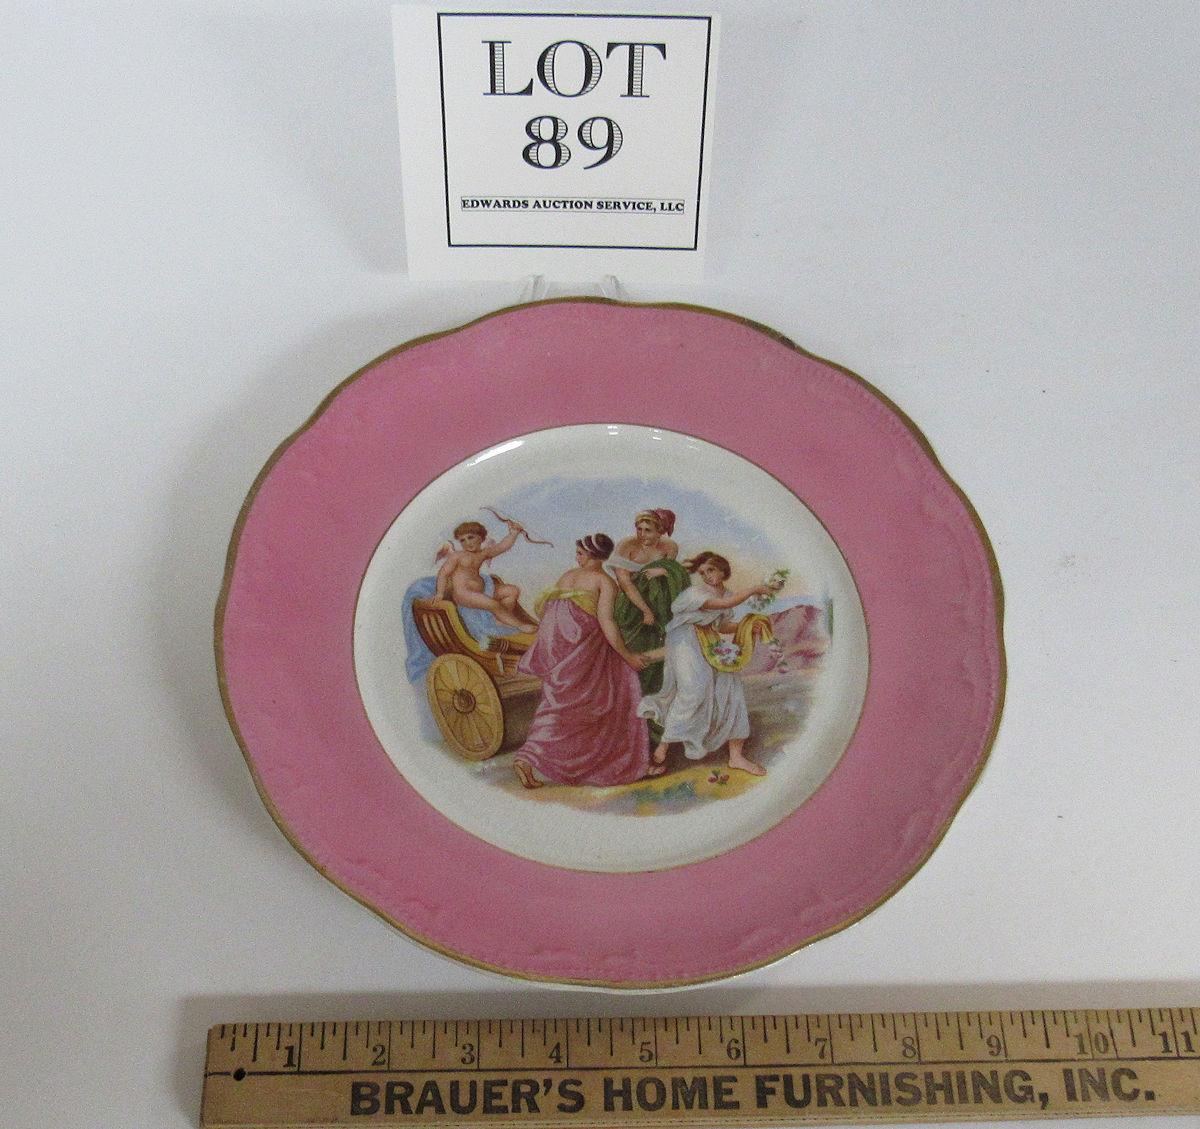 LOT
89
EDWARDS AUCTION SERVICE, LLC
1 2 3 4 5 6 7 8 9 10 11
BRAUER'S HOME FURNISHING, INC.